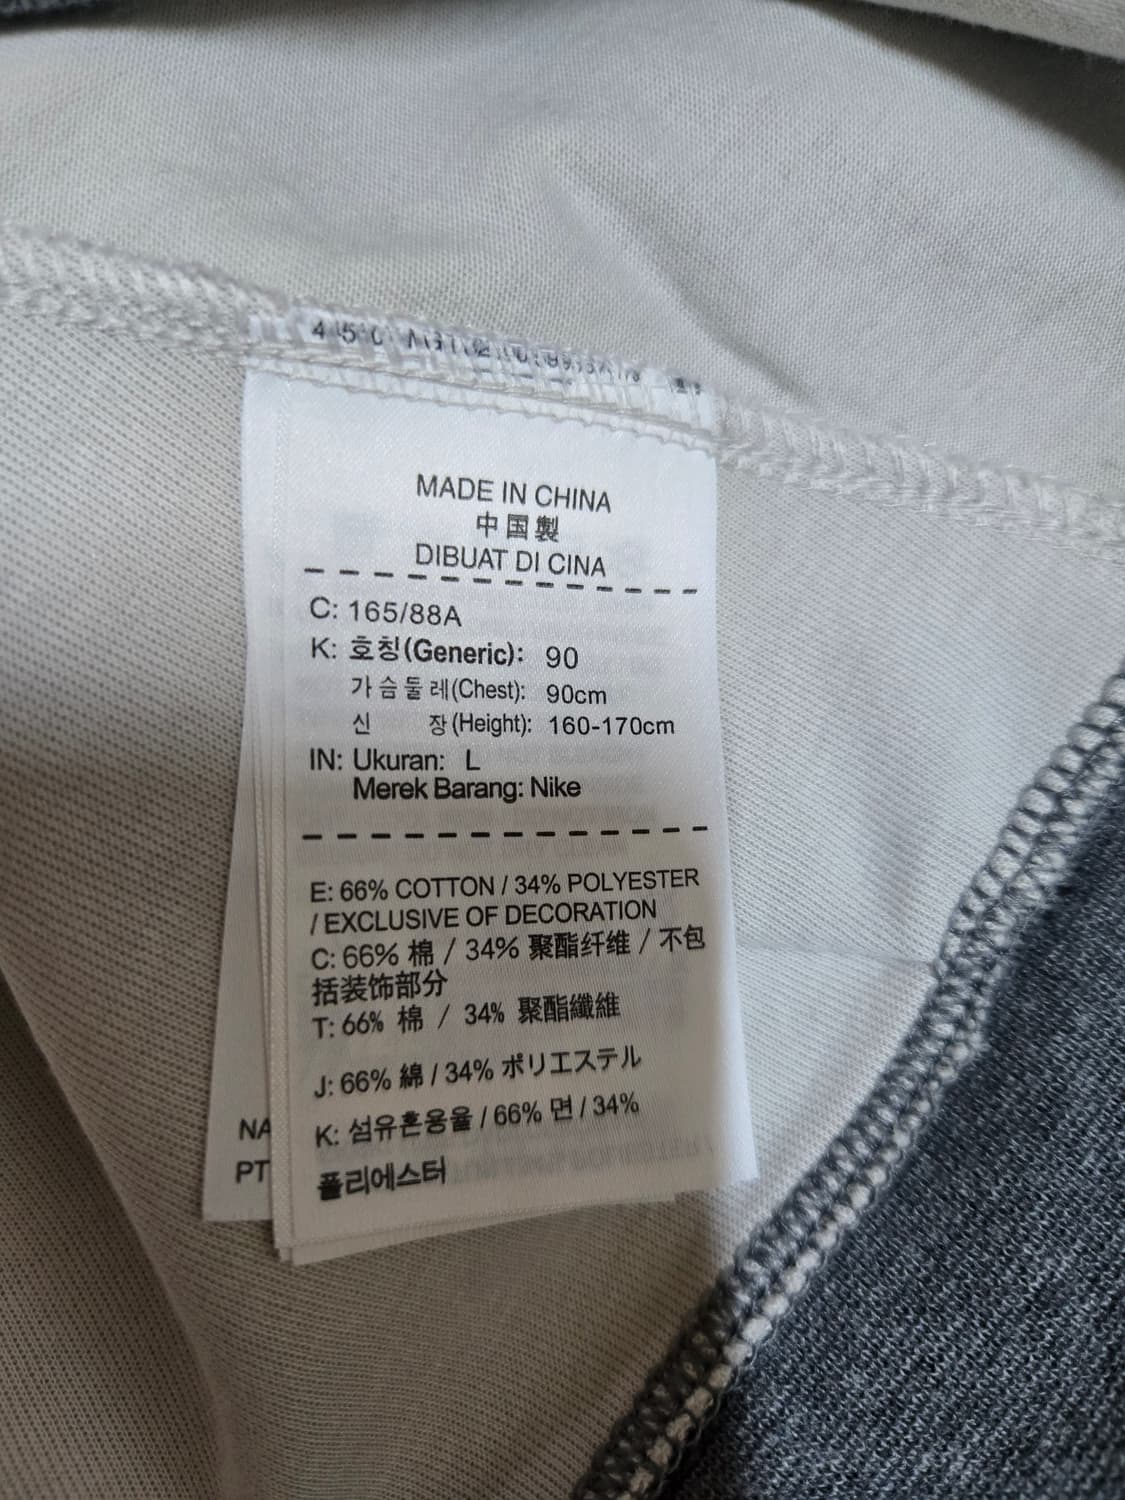 MADE IN CHINA
中国製
DIBUAT DI CINA
C: 165/88A
K: 호칭(Generic): 90
가슴둘레(Chest): 90cm
신 장(Height): 160-170cm
IN: Ukuran: L
Merek Barang: Nike
E: 66% COTTON / 34% POLYESTER
/ EXCLUSIVE OF DECORATION
C: 66% 棉 / 34% 聚酯纤维 / 不包
括装饰部分
T: 66% 棉 / 34% 聚酯纖維
J: 66% 綿 / 34% ポリエステル
K: 섬유혼용율 / 66% 면 / 34%
폴리에스터
NA
PT